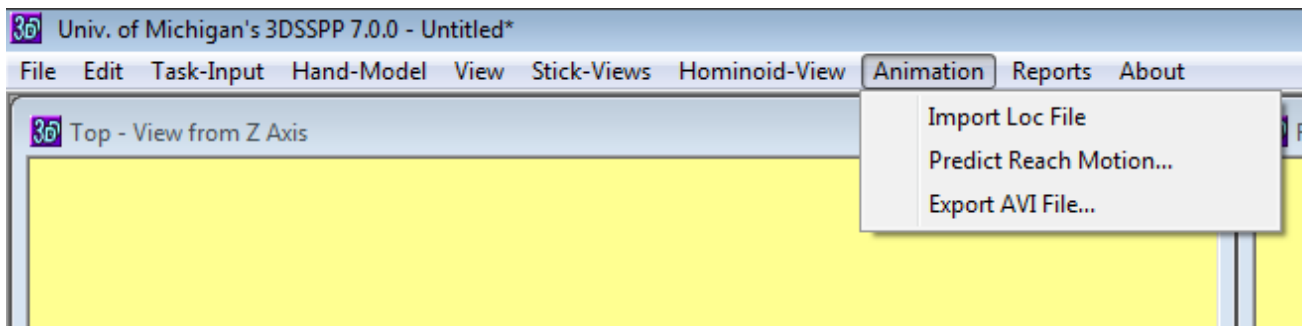 3D Univ. of Michigan's 3DSSPP 7.0.0 - Untitled*
File Edit Task-Input Hand-Model View Stick-Views Hominoid-View Animation Reports About
3D Top - View from Z Axis
Import Loc File
Predict Reach Motion...
Export AVI File...